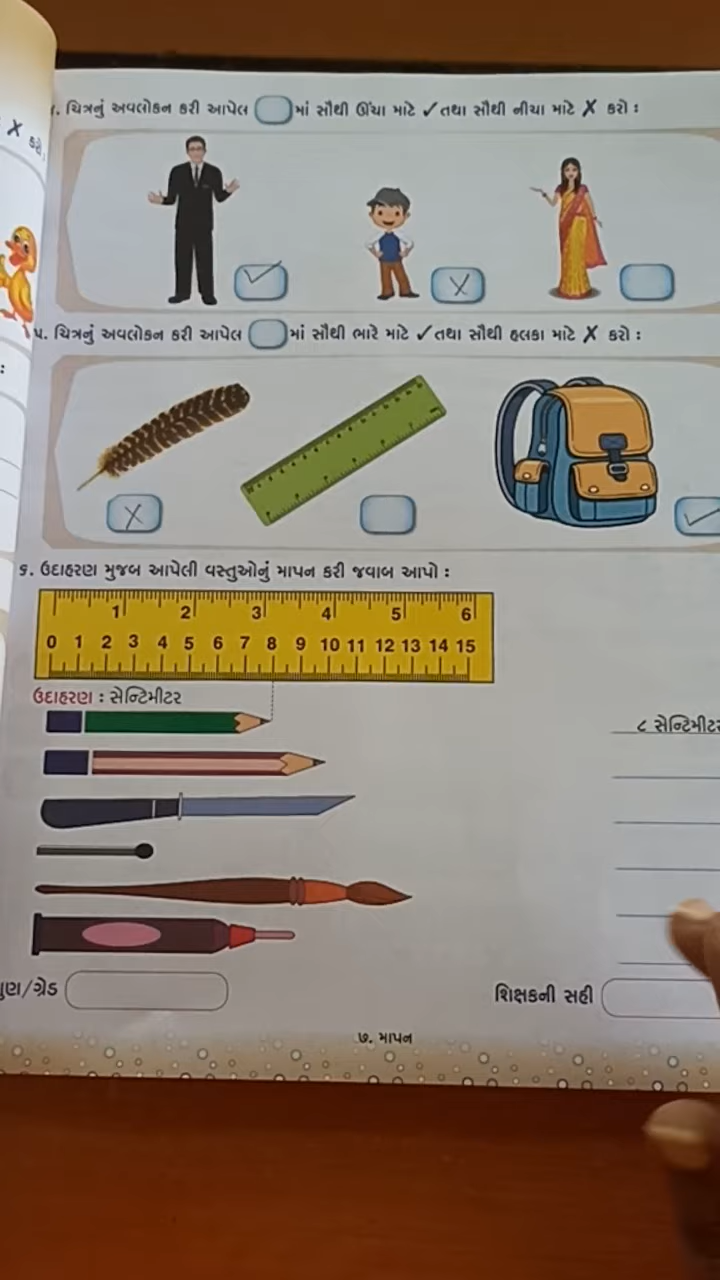 . ચિત્રનું અવલોકન કરી આપેલ માં સૌથી ઊંચા માટે ✓ તથા સૌથી નીચા માટે ✗ કરો :
✗ કરો :
✓
✗
૫. ચિત્રનું અવલોકન કરી આપેલ માં સૌથી ભારે માટે ✓ તથા સૌથી હલકા માટે ✗ કરો :
✗
✓
૬. ઉદાહરણ મુજબ આપેલી વસ્તુઓનું માપન કરી જવાબ આપો :
1 2 3 4 5 6
0 1 2 3 4 5 6 7 8 9 10 11 12 13 14 15
ઉદાહરણ : સેન્ટિમીટર
૮ સેન્ટિમીટર
ગુણ/ગ્રેડ
શિક્ષકની સહી
૭. માપન